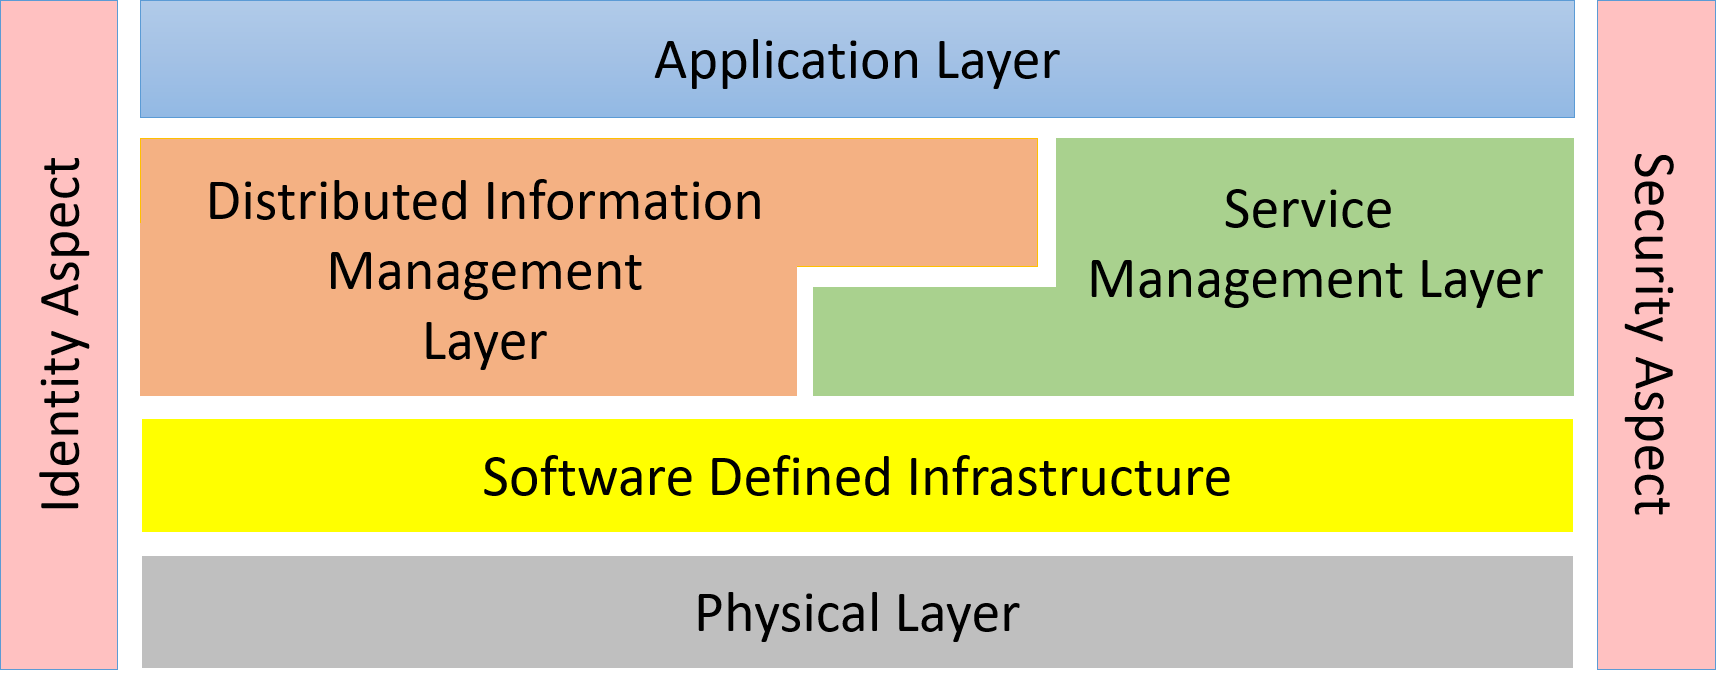 Identity Aspect
Application Layer
Distributed Information
Management
Layer
Service
Management Layer
Software Defined Infrastructure
Physical Layer
Security Aspect